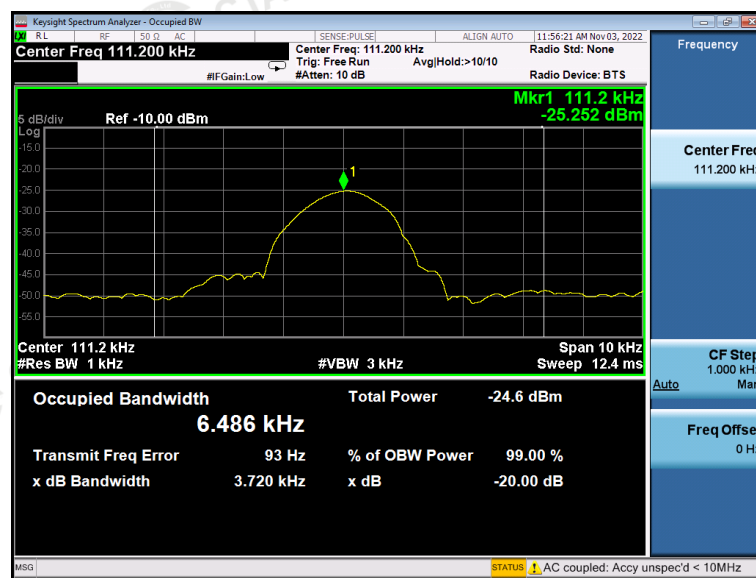 Keysight Spectrum Analyzer - Occupied BW
LXI RL RF 50 Ω AC SENSE:PULSE ALIGN AUTO 11:56:21 AM Nov 03, 2022
Center Freq 111.200 kHz Center Freq: 111.200 kHz Radio Std: None
Trig: Free Run Avg|Hold:>10/10
#IFGain:Low #Atten: 10 dB Radio Device: BTS
Mkr1 111.2 kHz
5 dB/div Ref -10.00 dBm -25.252 dBm
Log
-15.0
1
-20.0
-25.0
-30.0
-35.0
-40.0
-45.0
-50.0
-55.0
Center 111.2 kHz Span 10 kHz
#Res BW 1 kHz #VBW 3 kHz Sweep 12.4 ms
Occupied Bandwidth Total Power -24.6 dBm
6.486 kHz
Transmit Freq Error 93 Hz % of OBW Power 99.00 %
x dB Bandwidth 3.720 kHz x dB -20.00 dB
MSG STATUS ! AC coupled: Accy unspec'd < 10MHz
Frequency
Center Freq
111.200 kHz
CF Step
1.000 kHz
Auto Man
Freq Offse
0 Hz